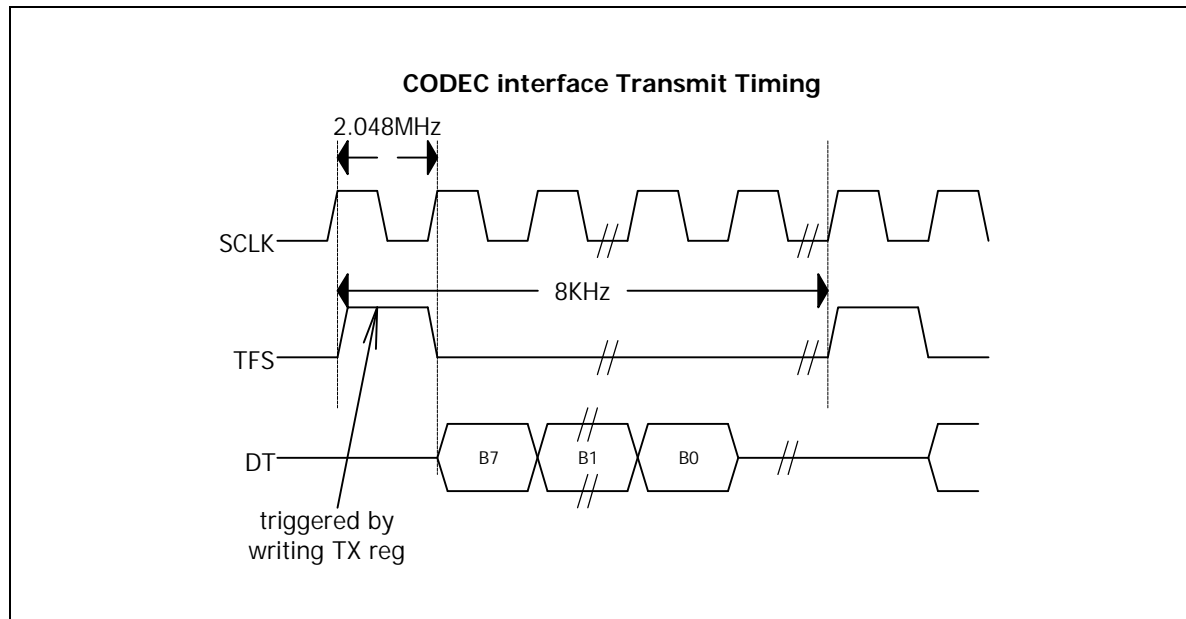 CODEC interface Transmit Timing
2.048MHz
SCLK
8KHz
TFS
DT
B7
B1
B0
triggered by
writing TX reg